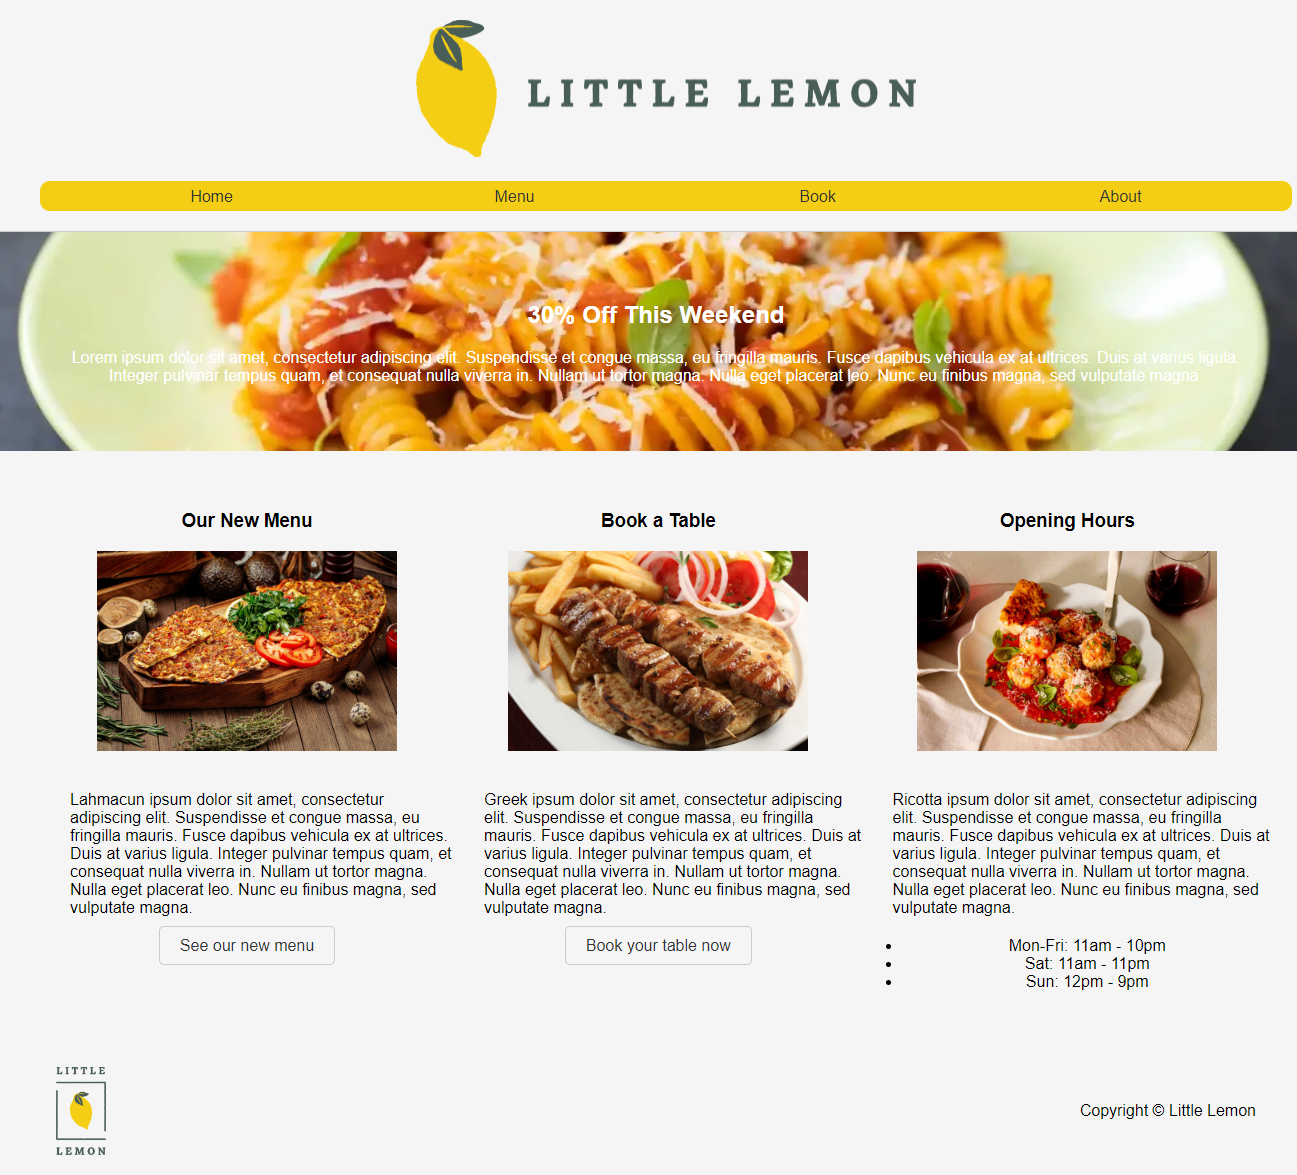 LITTLE LEMON
Home Menu Book About
30% Off This Weekend
Lorem ipsum dolor sit amet, consectetur adipiscing elit. Suspendisse et congue massa, eu fringilla mauris. Fusce dapibus vehicula ex at ultrices. Duis at varius ligula.
Integer pulvinar tempus quam, et consequat nulla viverra in. Nullam ut tortor magna. Nulla eget placerat leo. Nunc eu finibus magna, sed vulputate magna.
Our New Menu
Lahmacun ipsum dolor sit amet, consectetur
adipiscing elit. Suspendisse et congue massa, eu
fringilla mauris. Fusce dapibus vehicula ex at ultrices.
Duis at varius ligula. Integer pulvinar tempus quam, et
consequat nulla viverra in. Nullam ut tortor magna.
Nulla eget placerat leo. Nunc eu finibus magna, sed
vulputate magna.
See our new menu
Book a Table
Greek ipsum dolor sit amet, consectetur adipiscing
elit. Suspendisse et congue massa, eu fringilla
mauris. Fusce dapibus vehicula ex at ultrices. Duis at
varius ligula. Integer pulvinar tempus quam, et
consequat nulla viverra in. Nullam ut tortor magna.
Nulla eget placerat leo. Nunc eu finibus magna, sed
vulputate magna.
Book your table now
Opening Hours
Ricotta ipsum dolor sit amet, consectetur adipiscing
elit. Suspendisse et congue massa, eu fringilla
mauris. Fusce dapibus vehicula ex at ultrices. Duis at
varius ligula. Integer pulvinar tempus quam, et
consequat nulla viverra in. Nullam ut tortor magna.
Nulla eget placerat leo. Nunc eu finibus magna, sed
vulputate magna.
Mon-Fri: 11am - 10pm
Sat: 11am - 11pm
Sun: 12pm - 9pm
LITTLE
LEMON
Copyright © Little Lemon